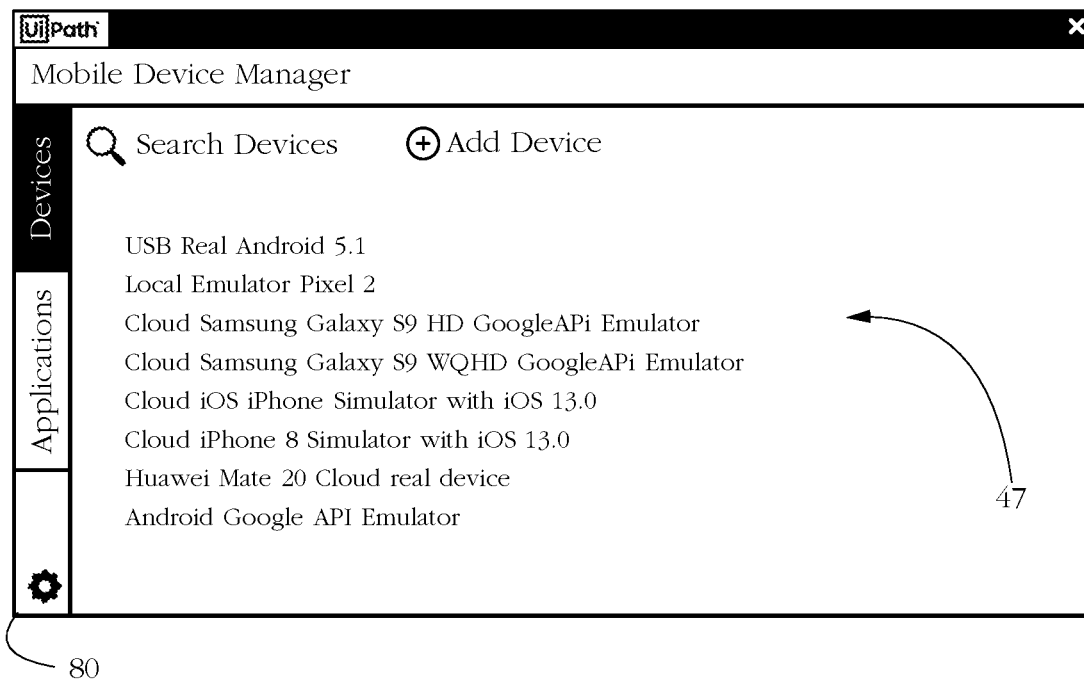 UiPath
Mobile Device Manager
Devices
Search Devices
Add Device
USB Real Android 5.1
Local Emulator Pixel 2
Cloud Samsung Galaxy S9 HD GoogleAPi Emulator
Cloud Samsung Galaxy S9 WQHD GoogleAPi Emulator
Cloud iOS iPhone Simulator with iOS 13.0
Cloud iPhone 8 Simulator with iOS 13.0
Huawei Mate 20 Cloud real device
Android Google API Emulator
Applications
47
80